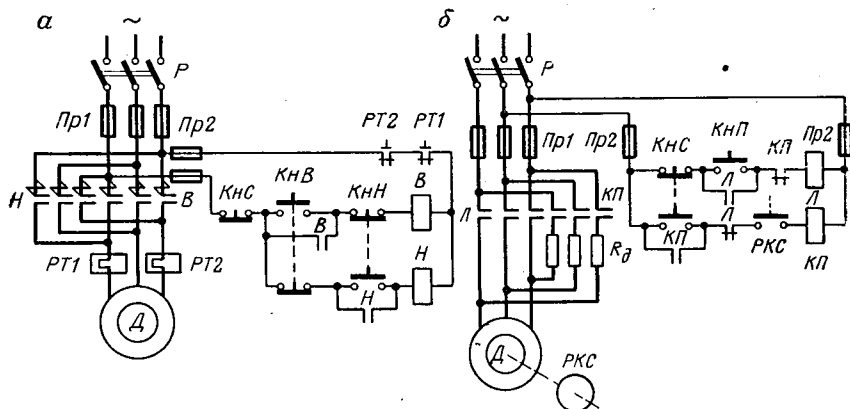 а
~
Р
Пр1
Пр2
РТ2
РТ1
Н
В
КнС
КнВ
КнН
В
В
Н
Н
РТ1
РТ2
Д
б
~
Р
Пр1
Пр2
КнС
КнП
КП
Пр2
Л
Л
Л
КП
КП
Л
РКС
КП
Rд
Д
РКС